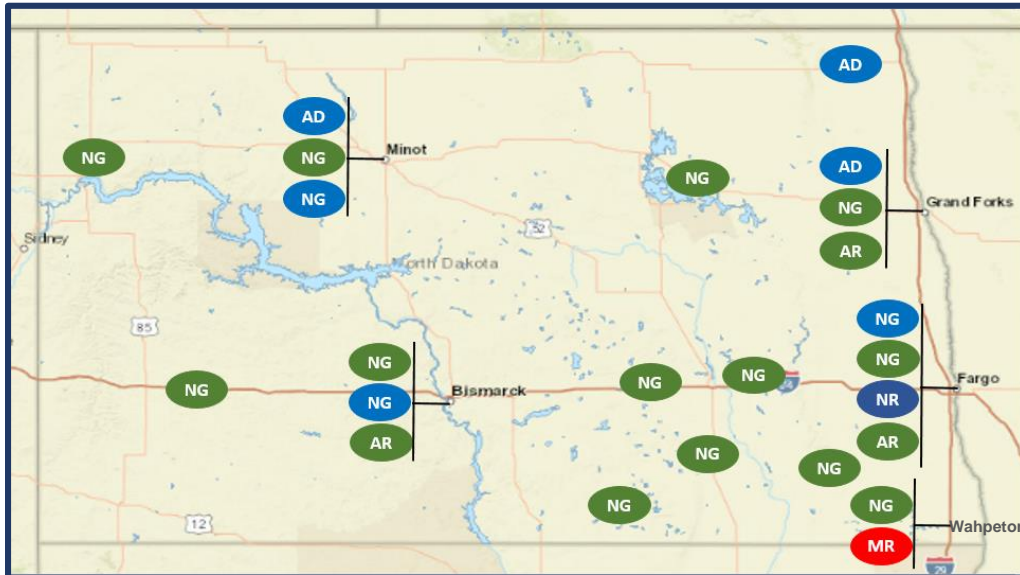 AD
AD
Minot
NG
NG
NG
AD
NG
NG
Grand Forks
AR
52
Sidney
North Dakota
85
NG
NG
Bismarck
AR
NG
NG
NG
NG
NG
Fargo
NR
AR
NG
NG
NG
NG
Wahpeton
MR
12
29